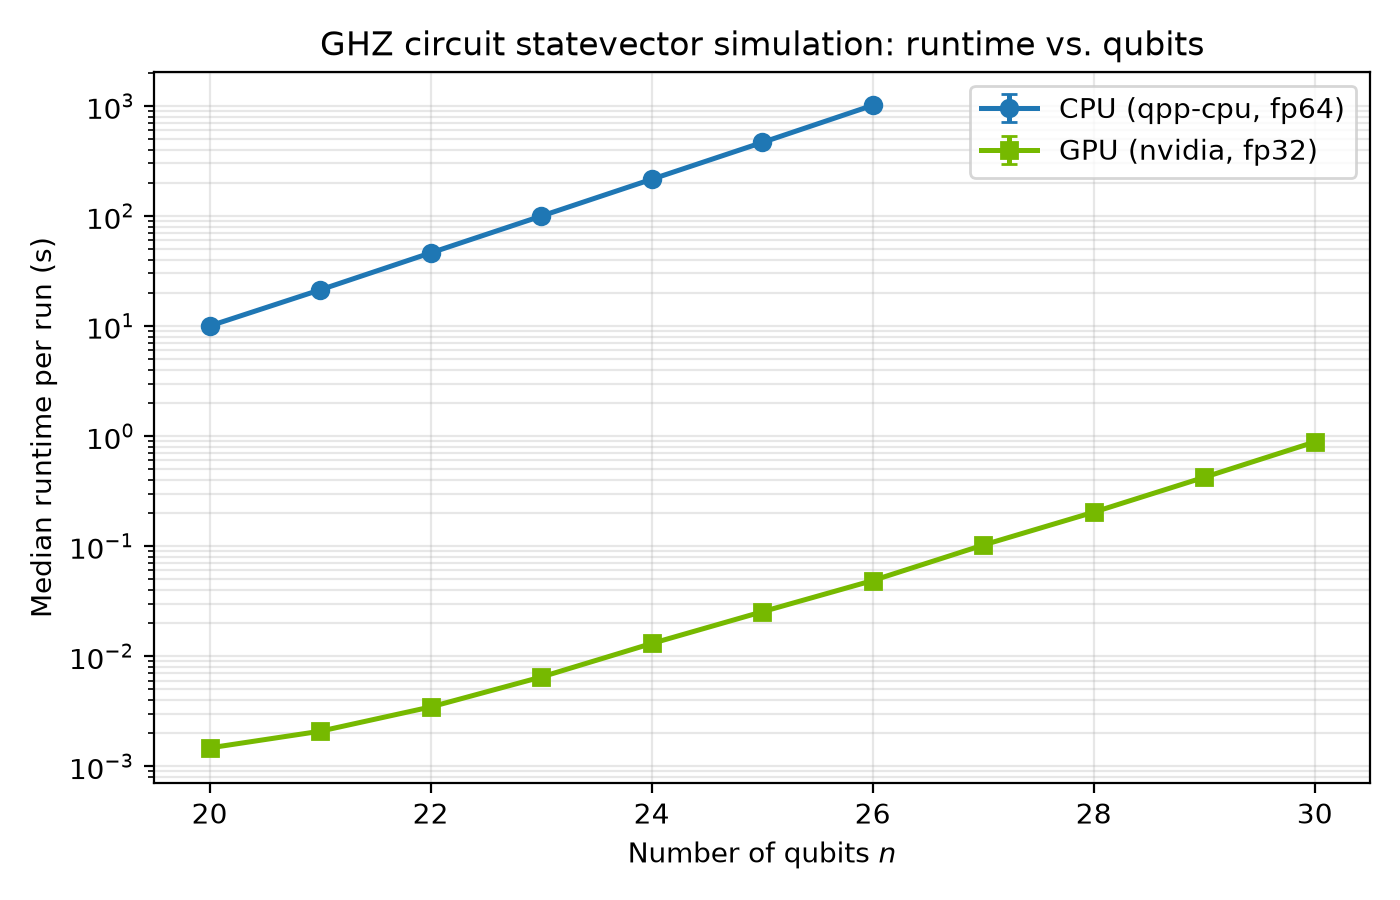 GHZ circuit statevector simulation: runtime vs. qubits
CPU (qpp-cpu, fp64)
GPU (nvidia, fp32)
Median runtime per run (s)
10³
10²
10¹
10⁰
10⁻¹
10⁻²
10⁻³
20 22 24 26 28 30
Number of qubits n